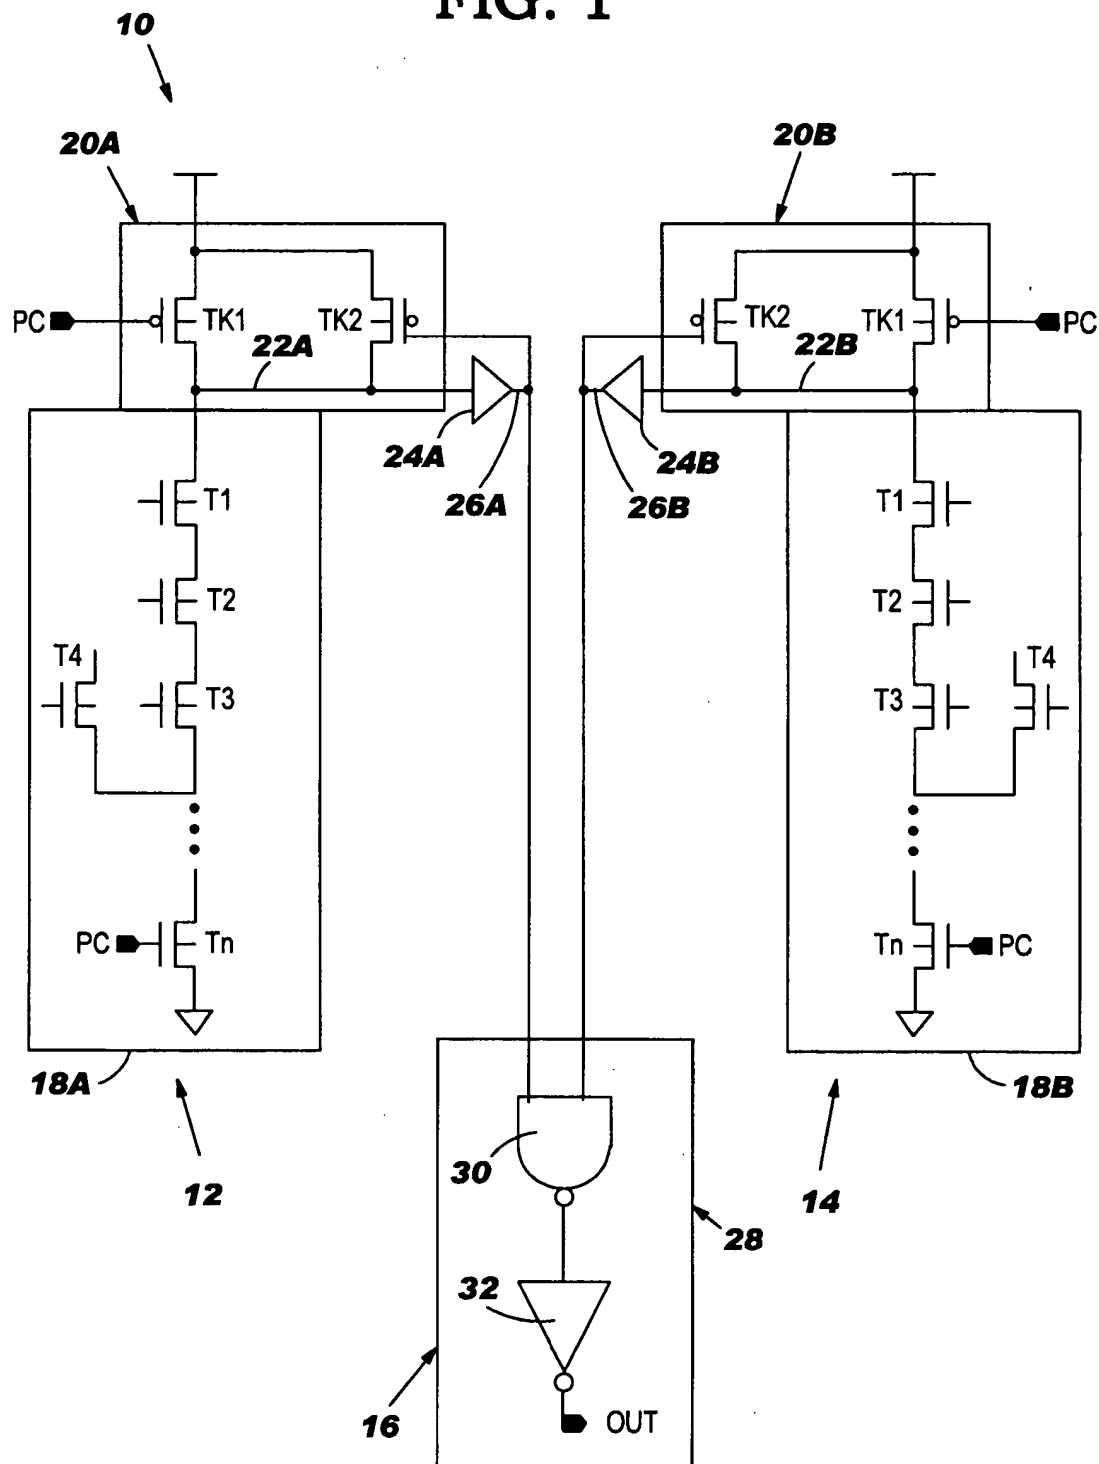 FIG. 1
10
20A
20B
PC
TK1
TK2
TK2
TK1
PC
22A
22B
24A
24B
26A
26B
T1
T1
T2
T2
T4
T3
T3
T4
PC
Tn
Tn
PC
18A
18B
12
30
14
28
32
16
OUT